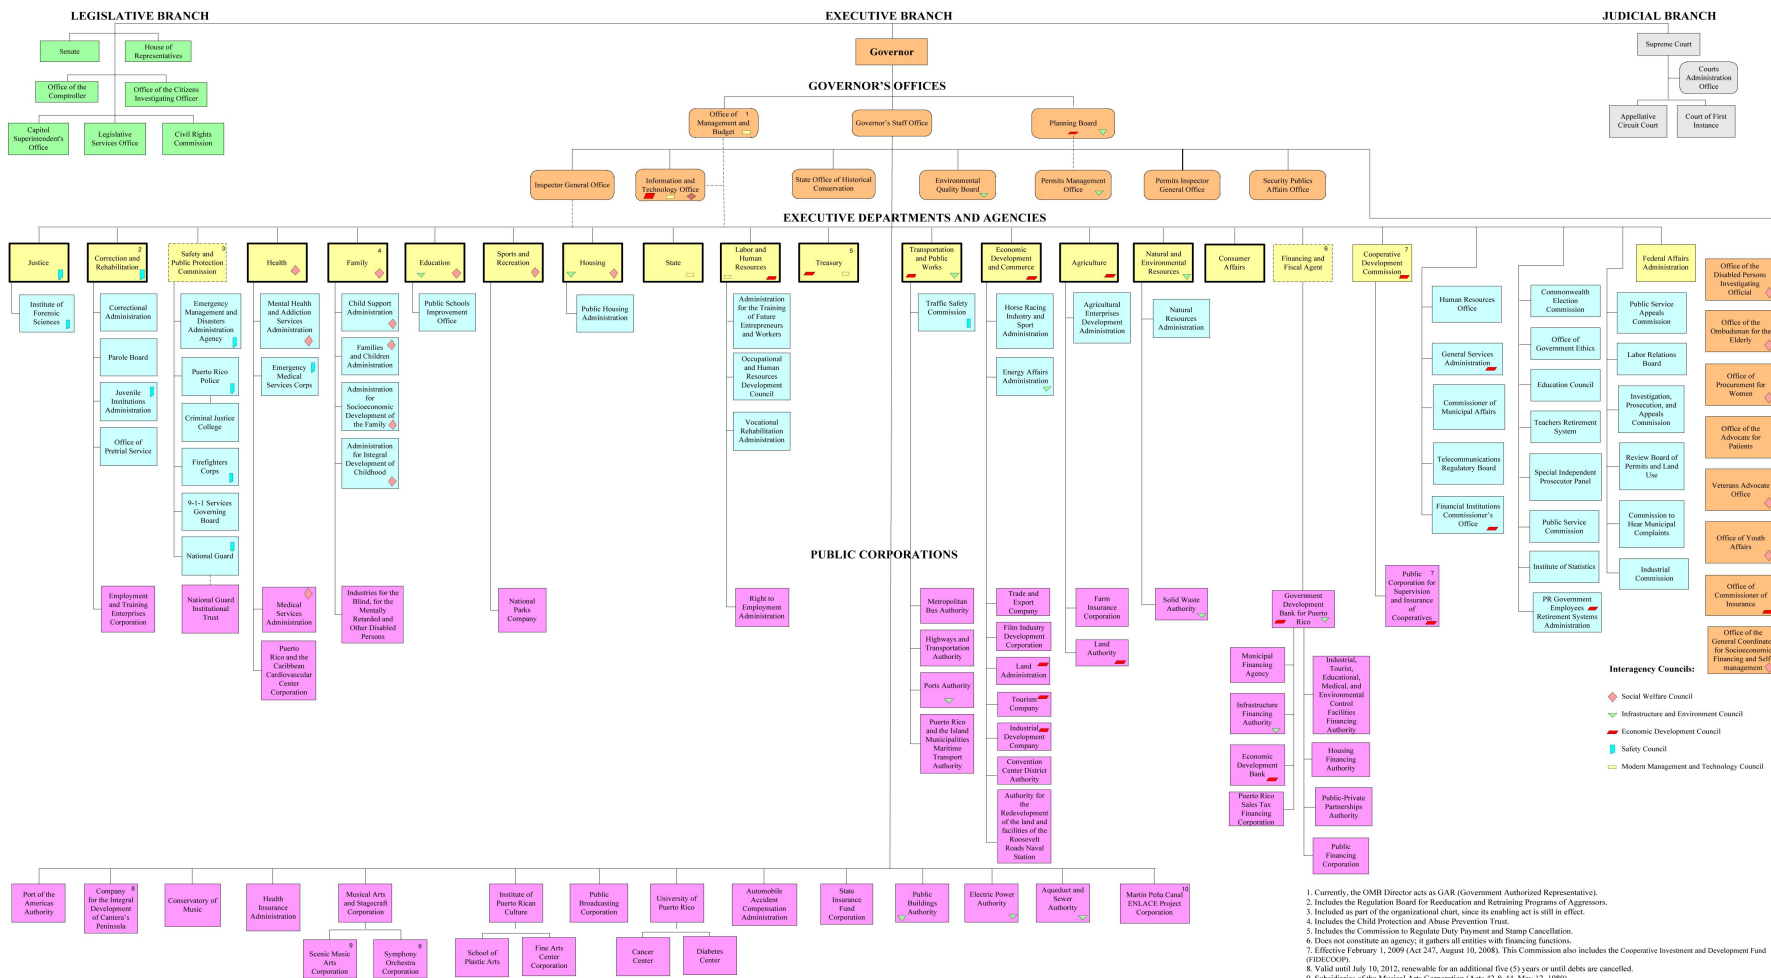 LEGISLATIVE BRANCH
EXECUTIVE BRANCH
JUDICIAL BRANCH
Senate
House of
Representatives
Office of the
Comptroller
Office of the Citizens
Investigating Officer
Capitol
Superintendent's
Office
Legislative
Services Office
Civil Rights
Commission
Governor
Supreme Court
Courts
Administration
Office
Appellative
Circuit Court
Court of First
Instance
GOVERNOR'S OFFICES
Office of
Management and
Budget
1
Governor's Staff Office
Planning Board
Inspector General Office
Information and
Technology Office
State Office of Historical
Conservation
Environmental
Quality Board
Permits Management
Office
Permits Inspector
General Office
Security Publics
Affairs Office
EXECUTIVE DEPARTMENTS AND AGENCIES
Justice
2
Correction and
Rehabilitation
3
Safety and
Public Protection
Commission
Health
4
Family
Education
Sports and
Recreation
Housing
State
Labor and
Human
Resources
5
Treasury
Transportation
and Public
Works
Economic
Development
and Commerce
Agriculture
Natural and
Environmental
Resources
Consumer
Affairs
6
Financing and
Fiscal Agent
7
Cooperative
Development
Commission
Federal Affairs
Administration
Institute of
Forensic
Sciences
Correctional
Administration
Parole Board
Juvenile
Institutions
Administration
Office of
Pretrial Service
Emergency
Management and
Disasters
Administration
Agency
Puerto Rico
Police
Criminal Justice
College
Firefighters
Corps
9-1-1 Services
Governing
Board
National Guard
Mental Health
and Addiction
Services
Administration
Emergency
Medical
Services Corps
Child Support
Administration
Families
and Children
Administration
Administration
for
Socioeconomic
Development of
the Family
Administration
for Integral
Development of
Childhood
Public Schools
Improvement
Office
Public Housing
Administration
Administration
for the Training
of Future
Entrepreneurs
and Workers
Occupational
and Human
Resources
Development
Council
Vocational
Rehabilitation
Administration
Traffic Safety
Commission
Horse Racing
Industry and
Sport
Administration
Energy Affairs
Administration
Agricultural
Enterprises
Development
Administration
Natural
Resources
Administration
Human Resources
Office
General Services
Administration
Commissioner of
Municipal Affairs
Telecommunications
Regulatory Board
Financial Institutions
Commissioner's
Office
Commonwealth
Election
Commission
Office of
Government Ethics
Education Council
Teachers Retirement
System
Special Independent
Prosecutor Panel
Public Service
Commission
Institute of Statistics
PR Government
Employees
Retirement Systems
Administration
Public Service
Appeals
Commission
Labor Relations
Board
Investigation,
Prosecution, and
Appeals
Commission
Review Board of
Permits and Land
Use
Commission to
Hear Municipal
Complaints
Industrial
Commission
Office of the
Disabled Persons
Investigating
Official
Office of the
Ombudsman for the
Elderly
Office of
Procurement for
Women
Office of the
Advocate for
Patients
Veterans Advocate
Office
Office of Youth
Affairs
Office of
Commissioner of
Insurance
Office of the
General Coordinato
for Socioeconomic
Financing and Self
management
PUBLIC CORPORATIONS
Employment
and Training
Enterprises
Corporation
National Guard
Institutional
Trust
Medical
Services
Administration
Puerto
Rico and the
Caribbean
Cardiovascular
Center
Corporation
Industries for the
Blind, for the
Mentally
Retarded and
Other Disabled
Persons
National
Parks
Company
Right to
Employment
Administration
Metropolitan
Bus Authority
Highways and
Transportation
Authority
Ports Authority
Puerto Rico
and the Island
Municipalities
Maritime
Transport
Authority
Trade and
Export
Company
Film Industry
Development
Corporation
Land
Administration
Tourism
Company
Industrial
Development
Company
Convention
Center District
Authority
Authority for
the
Redevelopment
of the land and
facilities of the
Roosevelt
Roads Naval
Station
Farm
Insurance
Corporation
Land
Authority
Solid Waste
Authority
Government
Development
Bank for Puerto
Rico
Municipal
Financing
Agency
Infrastructure
Financing
Authority
Economic
Development
Bank
Puerto Rico
Sales Tax
Financing
Corporation
Industrial,
Tourist,
Educational,
Medical, and
Environmental
Control
Facilities
Financing
Authority
Housing
Financing
Authority
Public-Private
Partnerships
Authority
Public
Financing
Corporation
Public 7
Corporation for
Supervision
and Insurance
of
Cooperatives
Interagency Councils:
Social Welfare Council
Infrastructure and Environment Council
Economic Development Council
Safety Council
Modern Management and Technology Council
Port of the
Americas
Authority
Company 8
for the Integral
Development
of Cantera's
Peninsula
Conservatory of
Music
Health
Insurance
Administration
Musical Arts
and Stagecraft
Corporation
9
Scenic Music
Arts
Corporation
9
Symphony
Orchestra
Corporation
Institute of
Puerto Rican
Culture
School of
Plastic Arts
Fine Arts
Center
Corporation
Public
Broadcasting
Corporation
University of
Puerto Rico
Cancer
Center
Diabetes
Center
Automobile
Accident
Compensation
Administration
State
Insurance
Fund
Corporation
Public
Buildings
Authority
Electric Power
Authority
Aqueduct and
Sewer
Authority
10
Martin Peña Canal
ENLACE Project
Corporation
1. Currently, the OMB Director acts as GAR (Government Authorized Representative).
2. Includes the Regulation Board for Reeducation and Retraining Programs of Aggressors.
3. Included as part of the organizational chart, since its enabling act is still in effect.
4. Includes the Child Protection and Abuse Prevention Trust.
5. Includes the Commission to Regulate Duty Payment and Stamp Cancellation.
6. Does not constitute an agency; it gathers all entities with financing functions.
7. Effective February 1, 2009 (Act 247, August 10, 2008). This Commission also includes the Cooperative Investment and Development Fund
(FIDECOOP).
8. Valid until July 10, 2012, renewable for an additional five (5) years or until debts are cancelled.